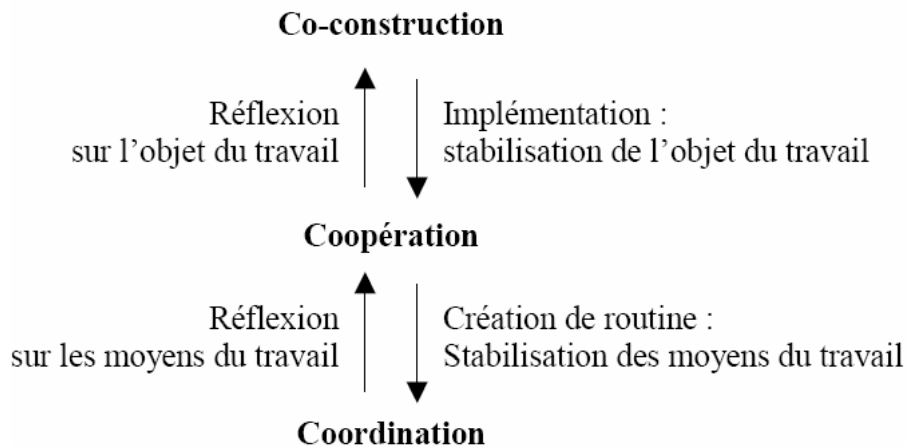 Co-construction
Réflexion
sur l’objet du travail
Implémentation :
stabilisation de l’objet du travail
Coopération
Réflexion
sur les moyens du travail
Création de routine :
Stabilisation des moyens du travail
Coordination